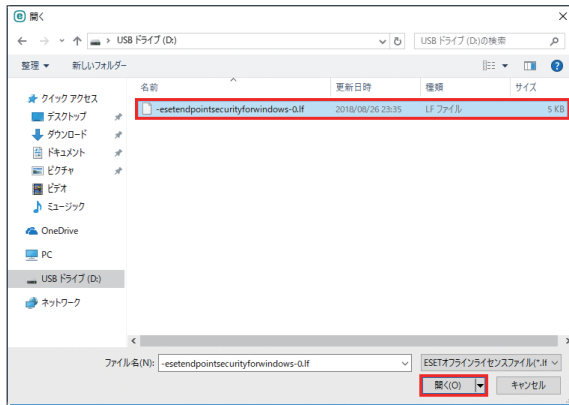 開く
USB ドライブ (D:)
USB ドライブ (D:)の検索
整理 新しいフォルダー
名前 更新日時 種類 サイズ
-esetendpointsecurityforwindows-0.lf 2018/08/26 23:35 LF ファイル 5 KB
クイック アクセス
デスクトップ
ダウンロード
ドキュメント
ピクチャ
ビデオ
ミュージック
OneDrive
PC
USB ドライブ (D:)
ネットワーク
ファイル名(N): -esetendpointsecurityforwindows-0.lf ESETオフラインライセンスファイル(*.lf
開く(O) キャンセル